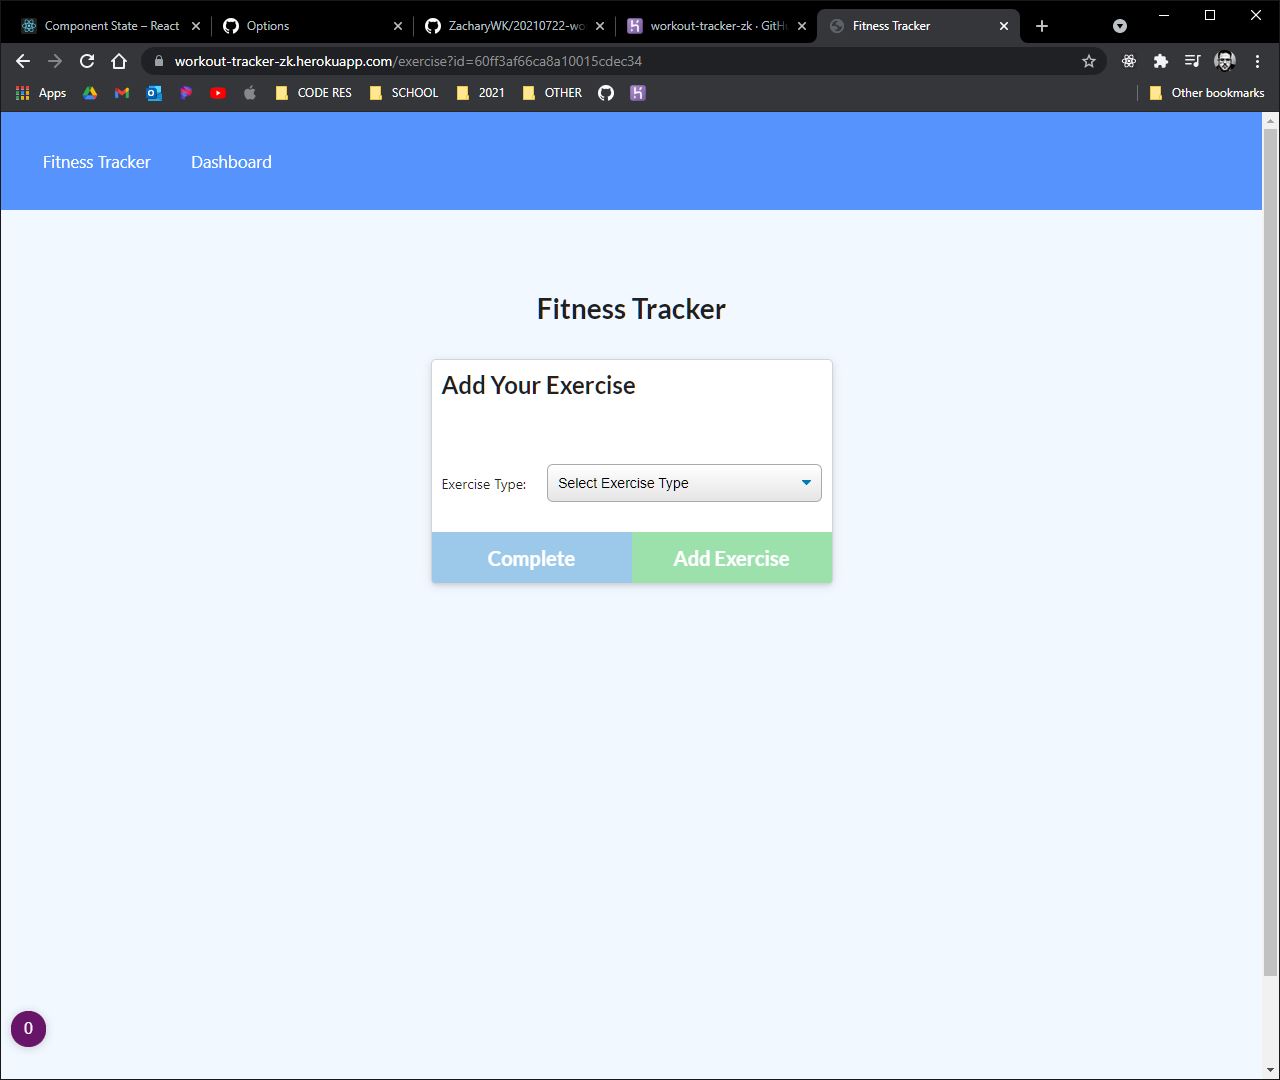 Component State – React
Options
ZacharyWK/20210722-wo
workout-tracker-zk · GitHu
Fitness Tracker
workout-tracker-zk.herokuapp.com/exercise?id=60ff3af66ca8a10015cdec34
Apps
CODE RES
SCHOOL
2021
OTHER
Other bookmarks
Fitness Tracker
Dashboard
Fitness Tracker
Add Your Exercise
Exercise Type:
Select Exercise Type
Complete
Add Exercise
0